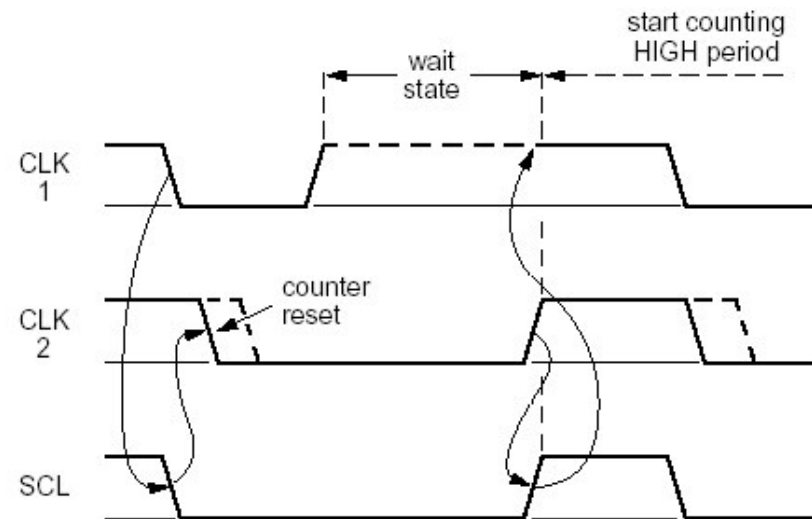 start counting
HIGH period
wait
state
CLK
1
counter
reset
CLK
2
SCL